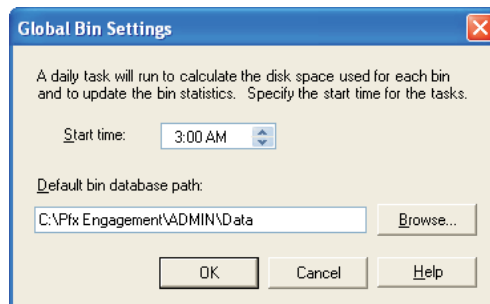 Global Bin Settings
A daily task will run to calculate the disk space used for each bin
and to update the bin statistics. Specify the start time for the tasks.
Start time: 3:00 AM
Default bin database path:
C:\Pfx Engagement\ADMIN\Data Browse...
OK Cancel Help